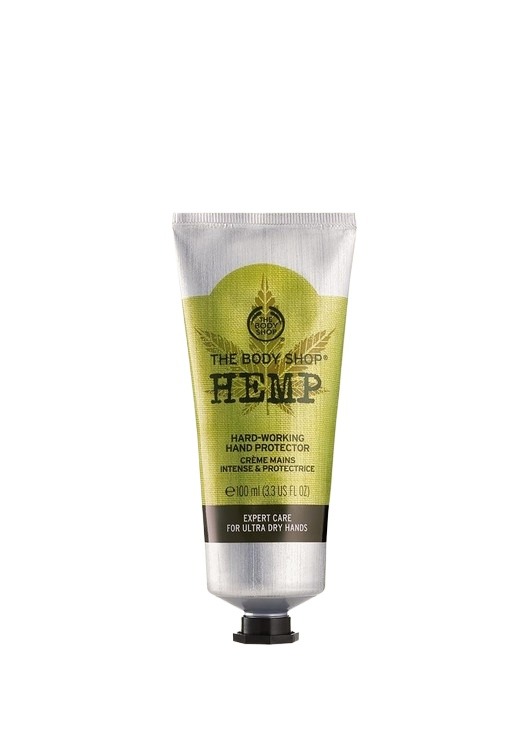 THE
BODY
SHOP
THE BODY SHOP®
HEMP
HARD-WORKING
HAND PROTECTOR
CRÈME MAINS
INTENSE & PROTECTRICE
℮100 ml (3.3 US FL OZ)
EXPERT CARE
FOR ULTRA DRY HANDS